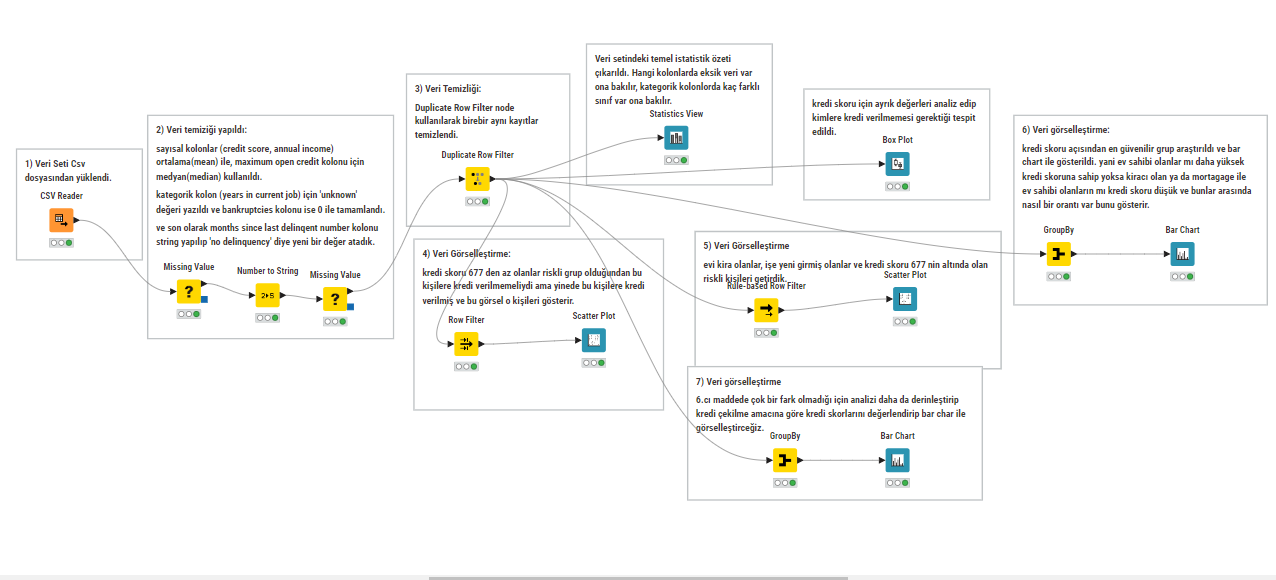 1) Veri Seti Csv
dosyasından yüklendi.
CSV Reader
2) Veri temiziği yapıldı:
sayısal kolonlar (credit score, annual income)
ortalama(mean) ile, maximum open credit kolonu için
medyan(median) kullanıldı.
kategorik kolon (years in current job) için 'unknown'
değeri yazıldı ve bankruptcies kolonu ise 0 ile tamamlandı.
ve son olarak months since last delinqent number kolonu
string yapılıp 'no delinquency' diye yeni bir değer atadık.
Missing Value
Number to String
Missing Value
3) Veri Temizliği:
Duplicate Row Filter node
kullanılarak birebir aynı kayıtlar
temizlendi.
Duplicate Row Filter
Veri setindeki temel istatistik özeti
çıkarıldı. Hangi kolonlarda eksik veri var
ona bakılır, kategorik kolonlorda kaç farklı
sınıf var ona bakılır.
Statistics View
kredi skoru için ayrık değerleri analiz edip
kimlere kredi verilmemesi gerektiği tespit
edildi.
Box Plot
4) Veri Görselleştirme:
kredi skoru 677 den az olanlar riskli grup olduğundan bu
kişilere kredi verilmemeliydi ama yinede bu kişilere kredi
verilmiş ve bu görsel o kişileri gösterir.
Row Filter
Scatter Plot
5) Veri Görselleştirme
evi kira olanlar, işe yeni girmiş olanlar ve kredi skoru 677 nin altında olan
riskli kişileri getirdik.
Rule-based Row Filter
Scatter Plot
6) Veri görselleştirme:
kredi skoru açısından en güvenilir grup araştırıldı ve bar
chart ile gösterildi. yani ev sahibi olanlar mı daha yüksek
kredi skoruna sahip yoksa kiracı olan ya da mortagage ile
ev sahibi olanların mı kredi skoru düşük ve bunlar arasında
nasıl bir orantı var bunu gösterir.
GroupBy
Bar Chart
7) Veri görselleştirme
6.cı maddede çok bir fark olmadığı için analizi daha da derinleştirip
kredi çekilme amacına göre kredi skorlarını değerlendirip bar char ile
görselleştirceğiz.
GroupBy
Bar Chart